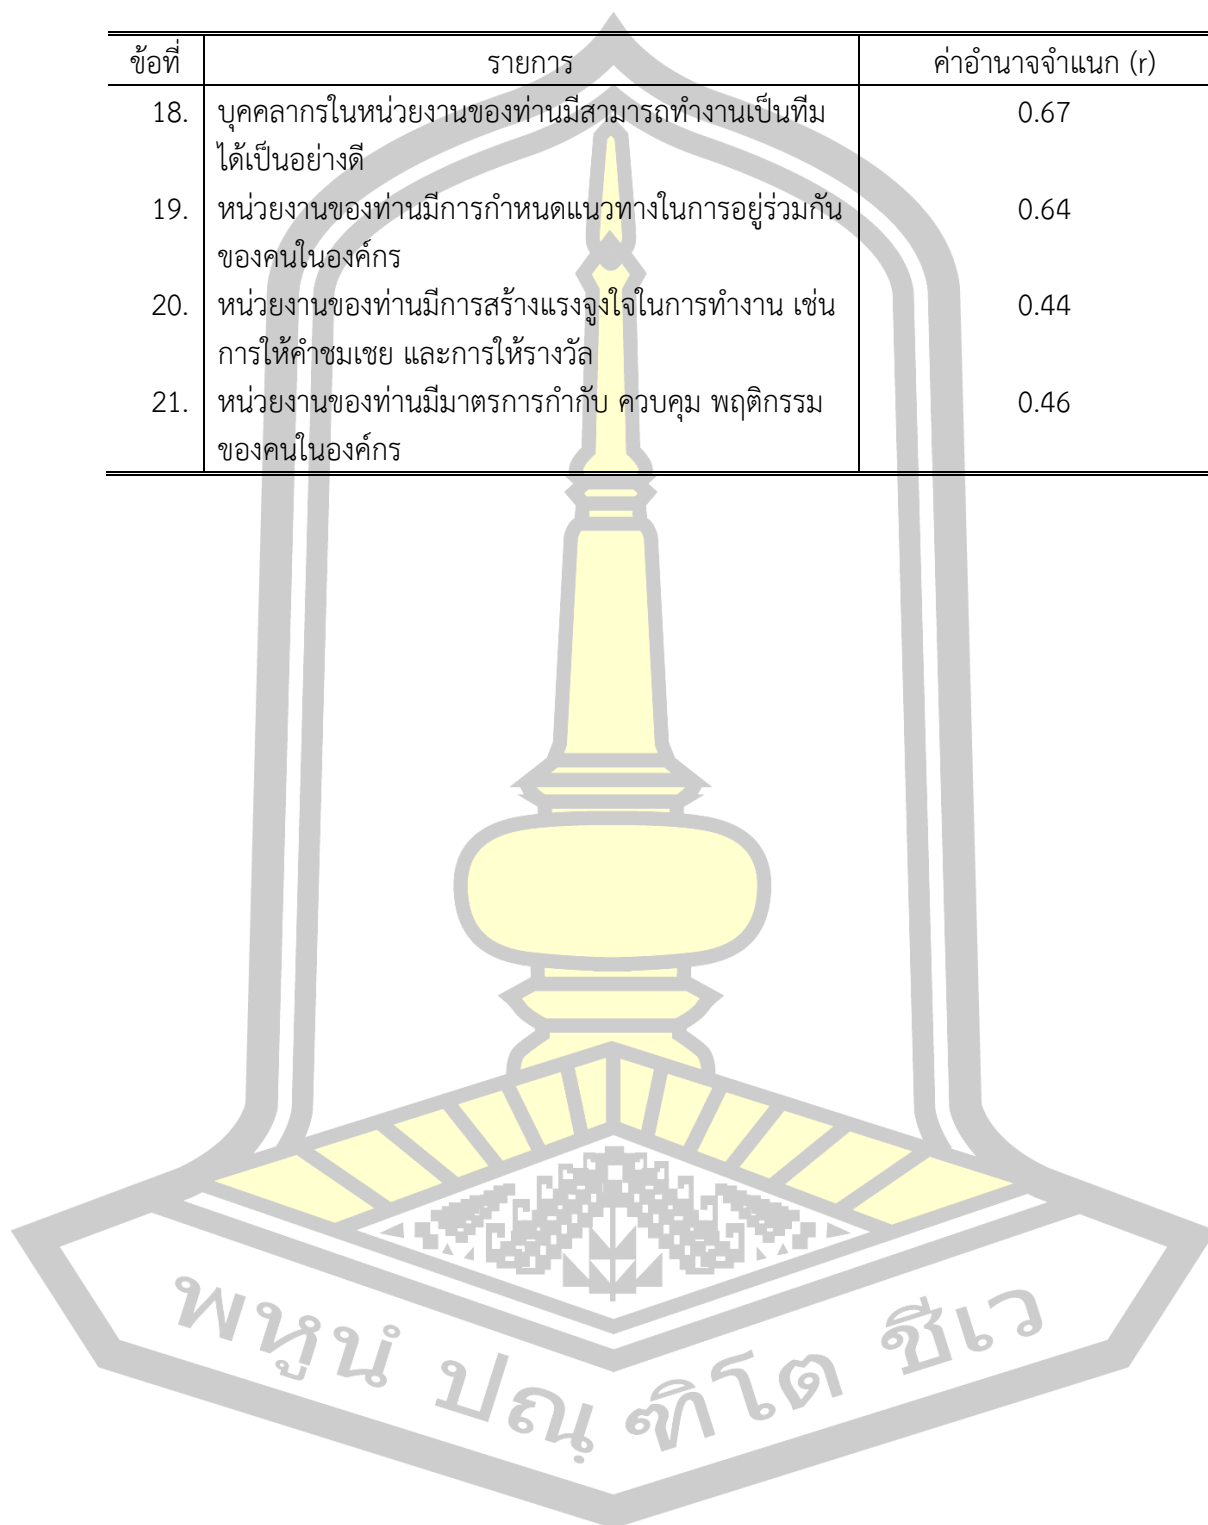 ข้อที่ รายการ ค่าอำนาจจำแนก (r)
18. บุคคลากรในหน่วยงานของท่านมีสามารถทำงานเป็นทีม 0.67
ได้เป็นอย่างดี
19. หน่วยงานของท่านมีการกำหนดแนวทางในการอยู่ร่วมกัน 0.64
ของคนในองค์กร
20. หน่วยงานของท่านมีการสร้างแรงจูงใจในการทำงาน เช่น 0.44
การให้คำชมเชย และการให้รางวัล
21. หน่วยงานของท่านมีมาตรการกำกับ ควบคุม พฤติกรรม 0.46
ของคนในองค์กร
พหูนํ ปณฺ ฑิโต ชีเว